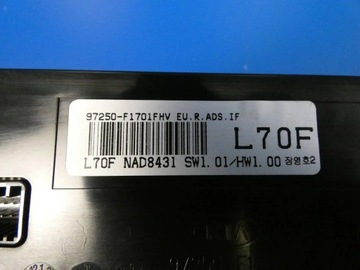 97250-F1701FHV EU.R.ADS.IF
L70F
L70F NAD8431 SW1.01/HW1.00 정영호2